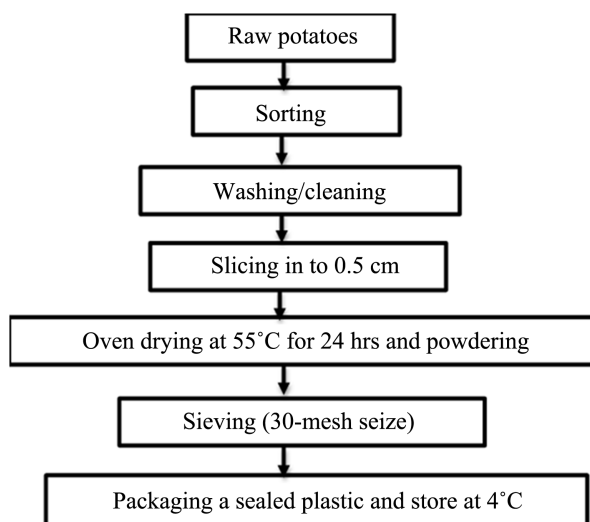 Raw potatoes
Sorting
Washing/cleaning
Slicing in to 0.5 cm
Oven drying at 55˚C for 24 hrs and powdering
Sieving (30-mesh seize)
Packaging a sealed plastic and store at 4˚C